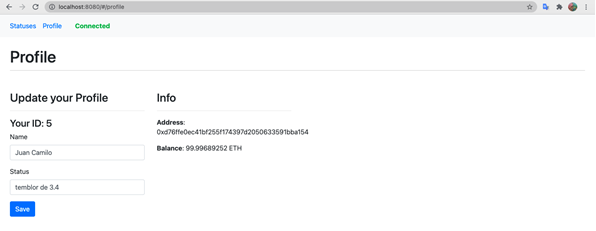 localhost:8080/#/profile
Statuses Profile Connected
Profile
Update your Profile
Your ID: 5
Name
Juan Camilo
Status
temblor de 3.4
Save
Info
Address:
0xd76ffe0ec41bf255f174397d2050633591bba154
Balance: 99.99689252 ETH